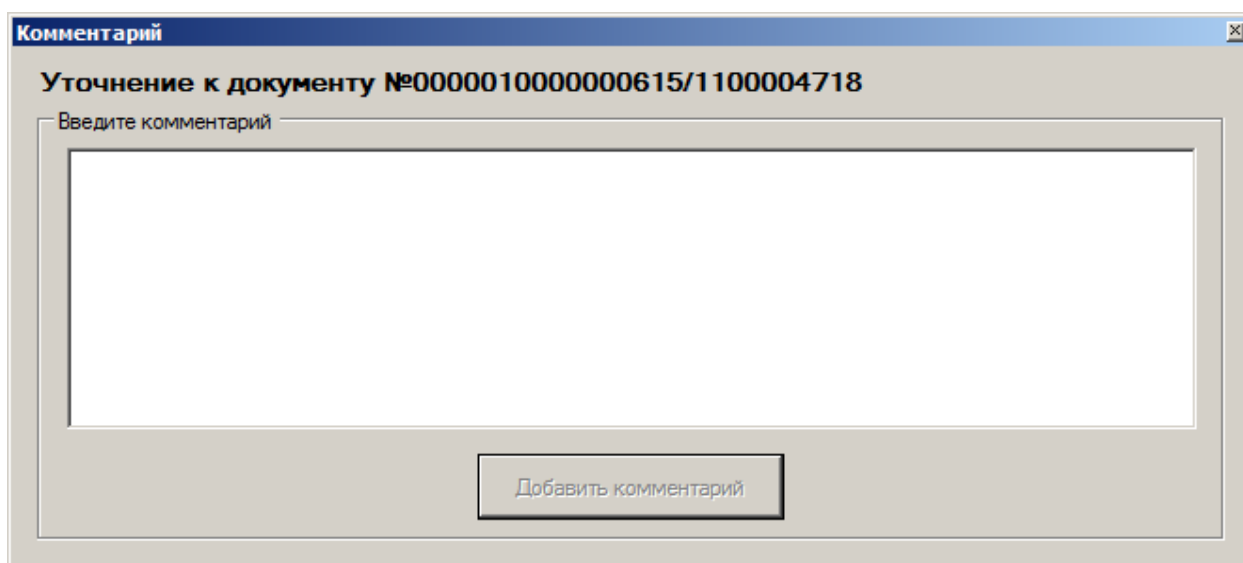 Комментарий
Уточнение к документу №0000010000000615/1100004718
Введите комментарий
Добавить комментарий